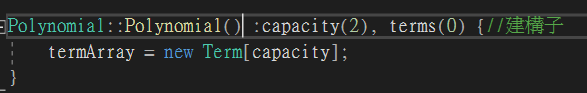 Polynomial::Polynomial() :capacity(2), terms(0) {//建構子
termArray = new Term[capacity];
}